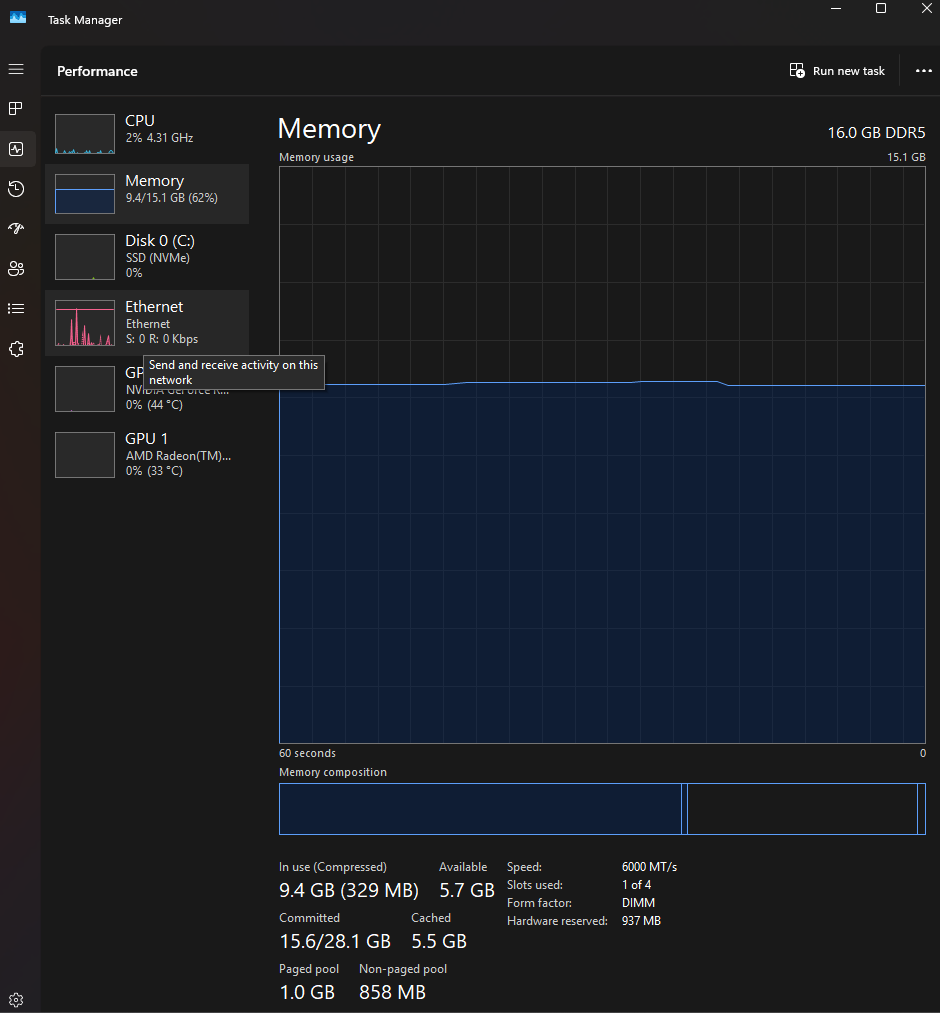 Task Manager
Performance
Run new task
CPU
2% 4.31 GHz
Memory
9.4/15.1 GB (62%)
Disk 0 (C:)
SSD (NVMe)
0%
Ethernet
Ethernet
S: 0 R: 0 Kbps
Send and receive activity on this
network
0% (44 °C)
GPU 1
AMD Radeon(TM)...
0% (33 °C)
Memory
16.0 GB DDR5
Memory usage
15.1 GB
60 seconds
0
Memory composition
In use (Compressed)
9.4 GB (329 MB)
Available
5.7 GB
Committed
15.6/28.1 GB
Cached
5.5 GB
Paged pool
1.0 GB
Non-paged pool
858 MB
Speed:
6000 MT/s
Slots used:
1 of 4
Form factor:
DIMM
Hardware reserved:
937 MB